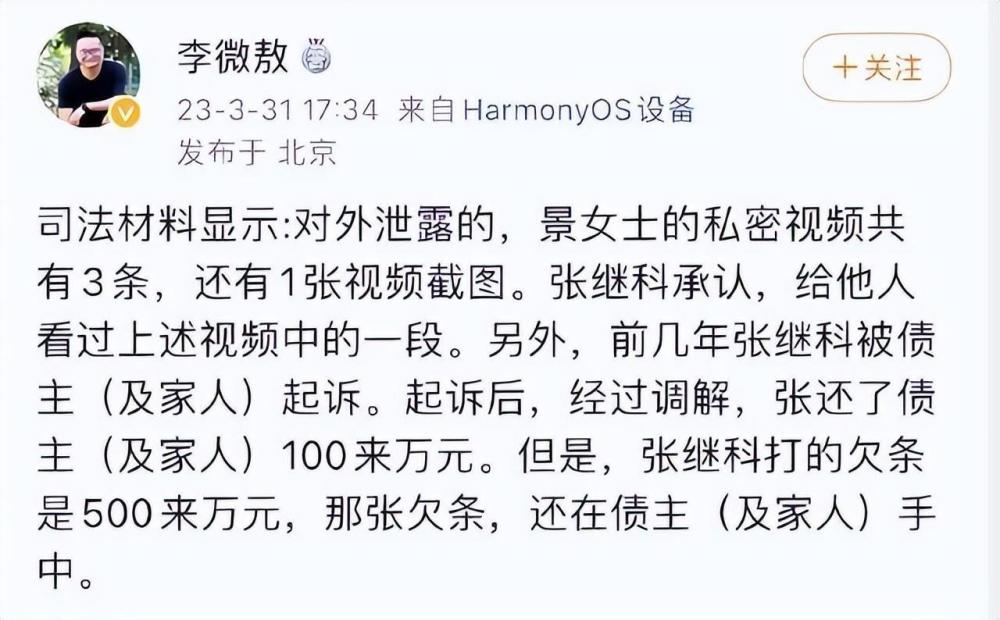 李微敖
+关注
23-3-31 17:34 来自 HarmonyOS设备
发布于 北京
司法材料显示:对外泄露的，景女士的私密视频共
有3条，还有1张视频截图。张继科承认，给他人
看过上述视频中的一段。另外，前几年张继科被债
主（及家人）起诉。起诉后，经过调解，张还了债
主（及家人）100来万元。但是，张继科打的欠条
是500来万元，那张欠条，还在债主（及家人）手
中。